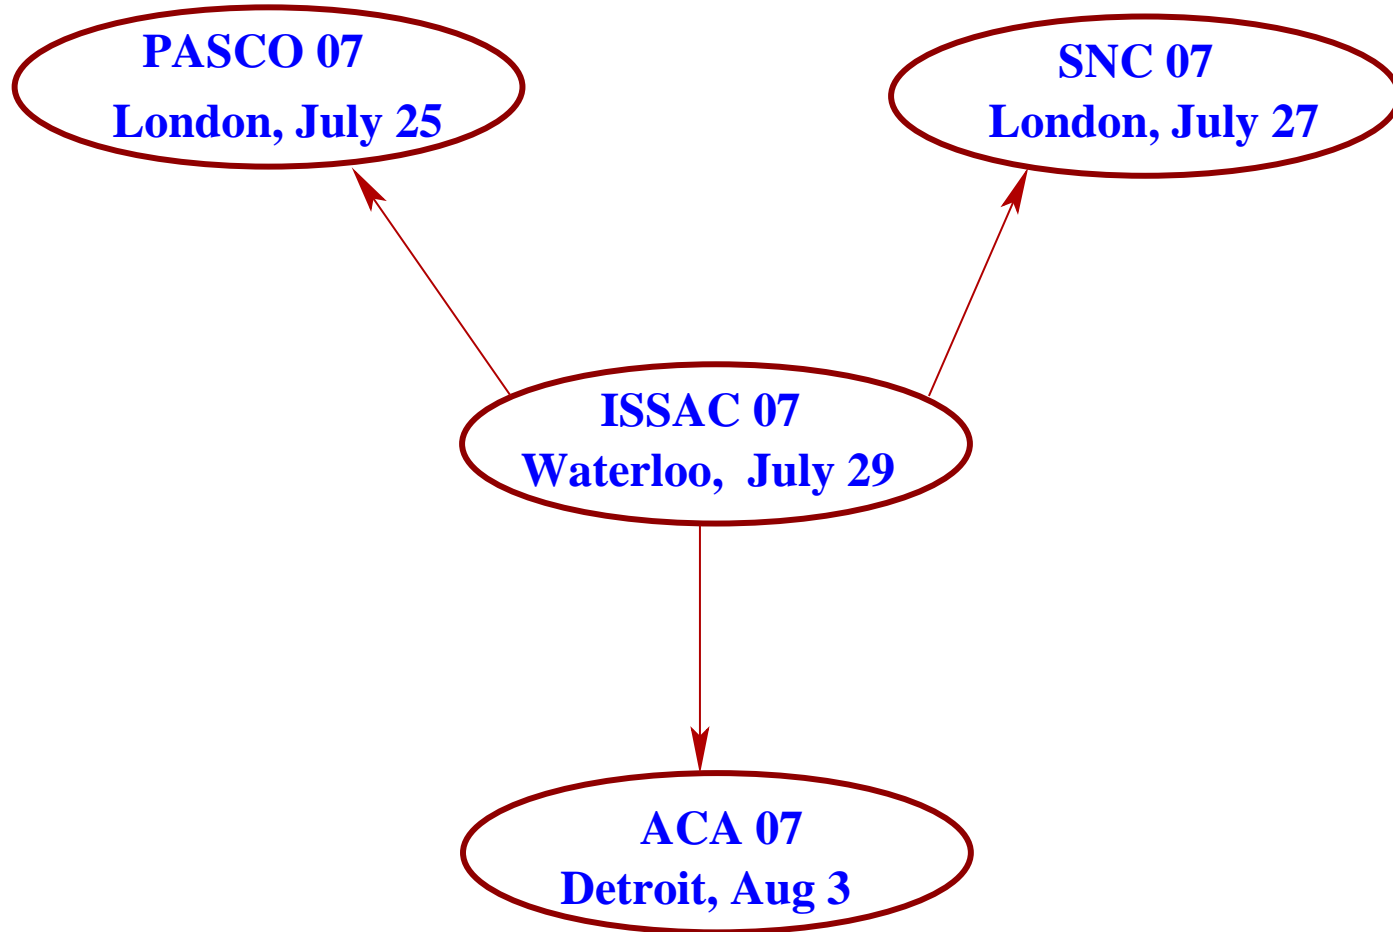 PASCO 07
London, July 25
SNC 07
London, July 27
ISSAC 07
Waterloo,  July 29
ACA 07
Detroit, Aug 3